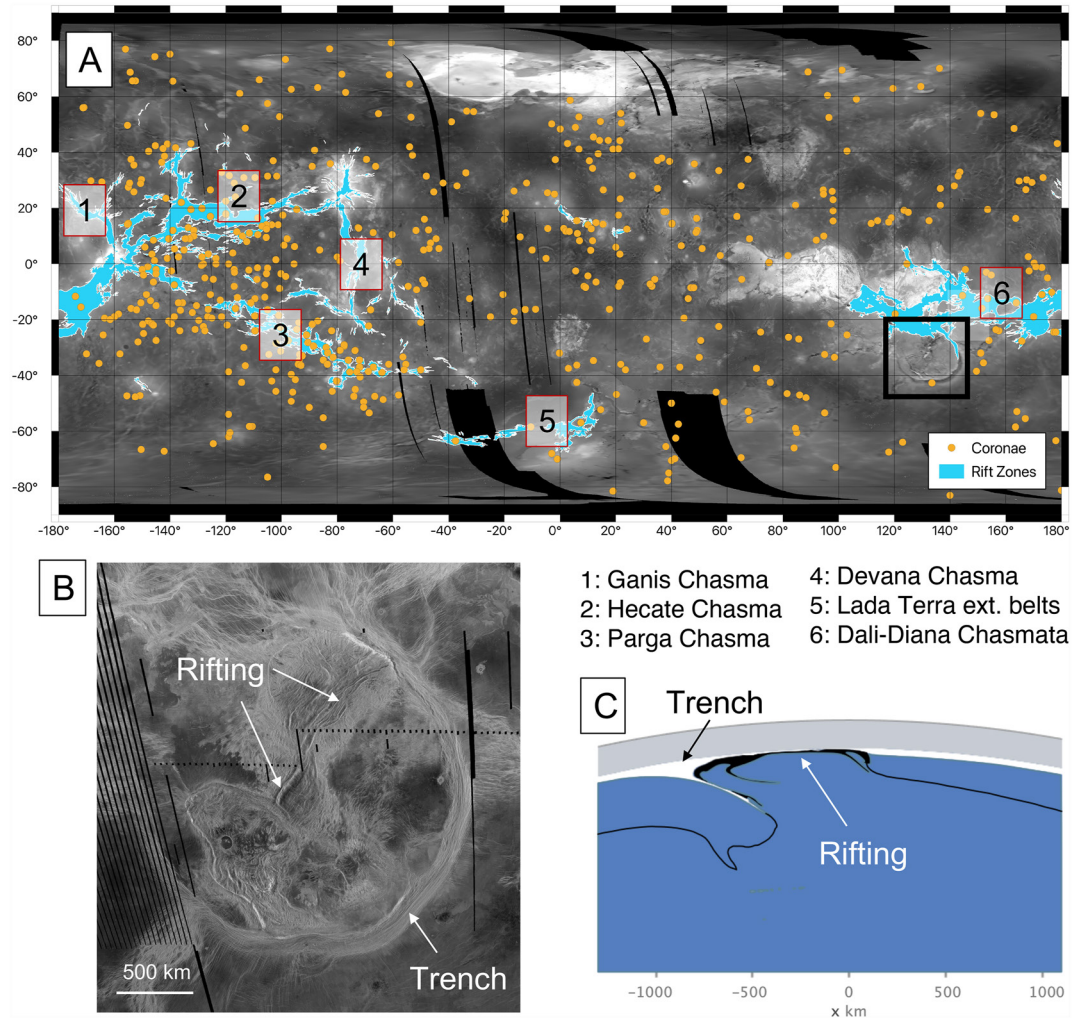 A
80°
60°
40°
20°
0°
-20°
-40°
-60°
-80°
1
2
3
4
5
6
Coronae
Rift Zones
-180° -160° -140° -120° -100° -80° -60° -40° -20° 0° 20° 40° 60° 80° 100° 120° 140° 160° 180°
B
Rifting
Trench
500 km
1: Ganis Chasma
2: Hecate Chasma
3: Parga Chasma
4: Devana Chasma
5: Lada Terra ext. belts
6: Dali-Diana Chasmata
C
Trench
Rifting
−1000 −500 0 500 1000
x km